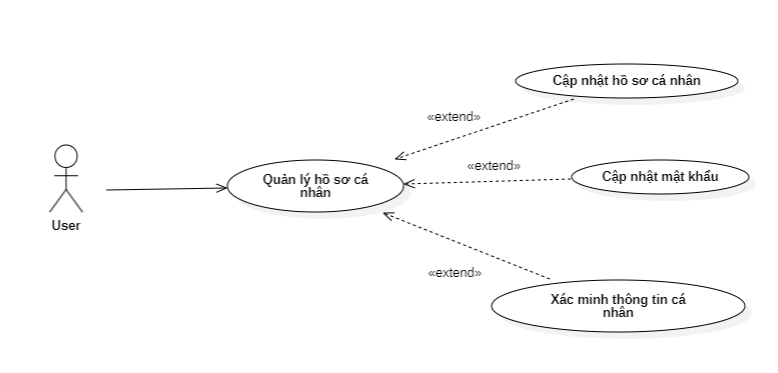 Cập nhật hồ sơ cá nhân
«extend»
«extend»
Quản lý hồ sơ cá
nhân
Cập nhật mật khẩu
User
«extend»
Xác minh thông tin cá
nhân